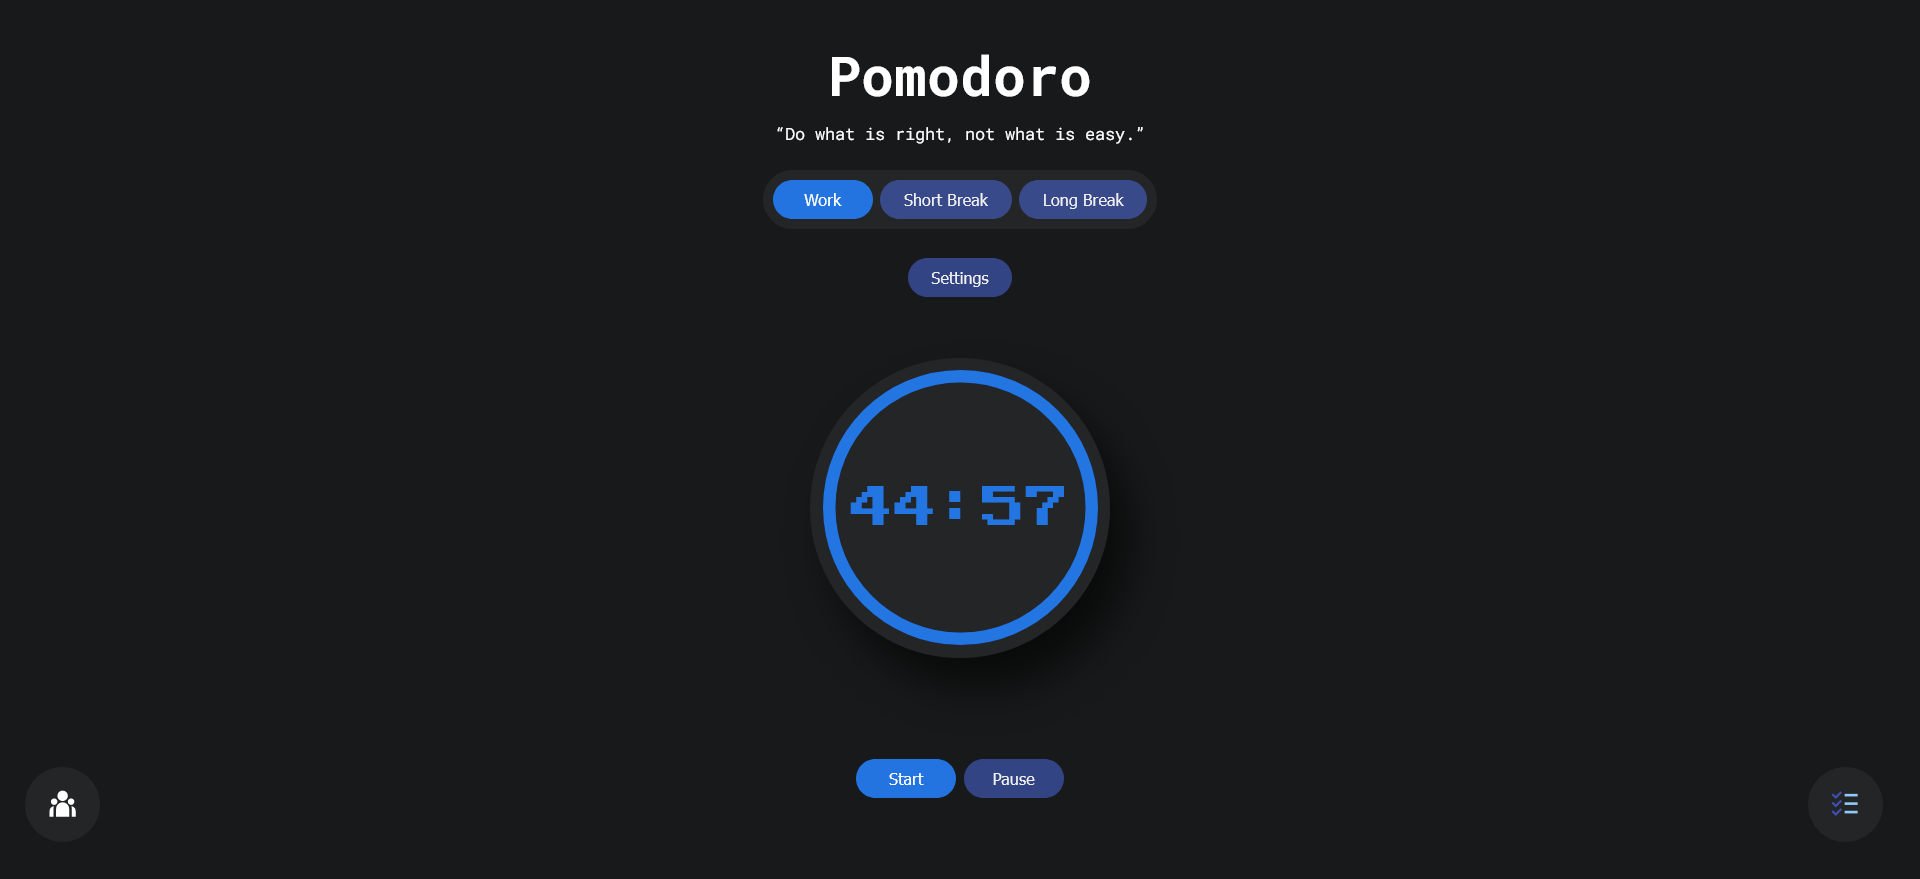 Pomodoro
“Do what is right, not what is easy.”
Work Short Break Long Break
Settings
44:57
Start Pause